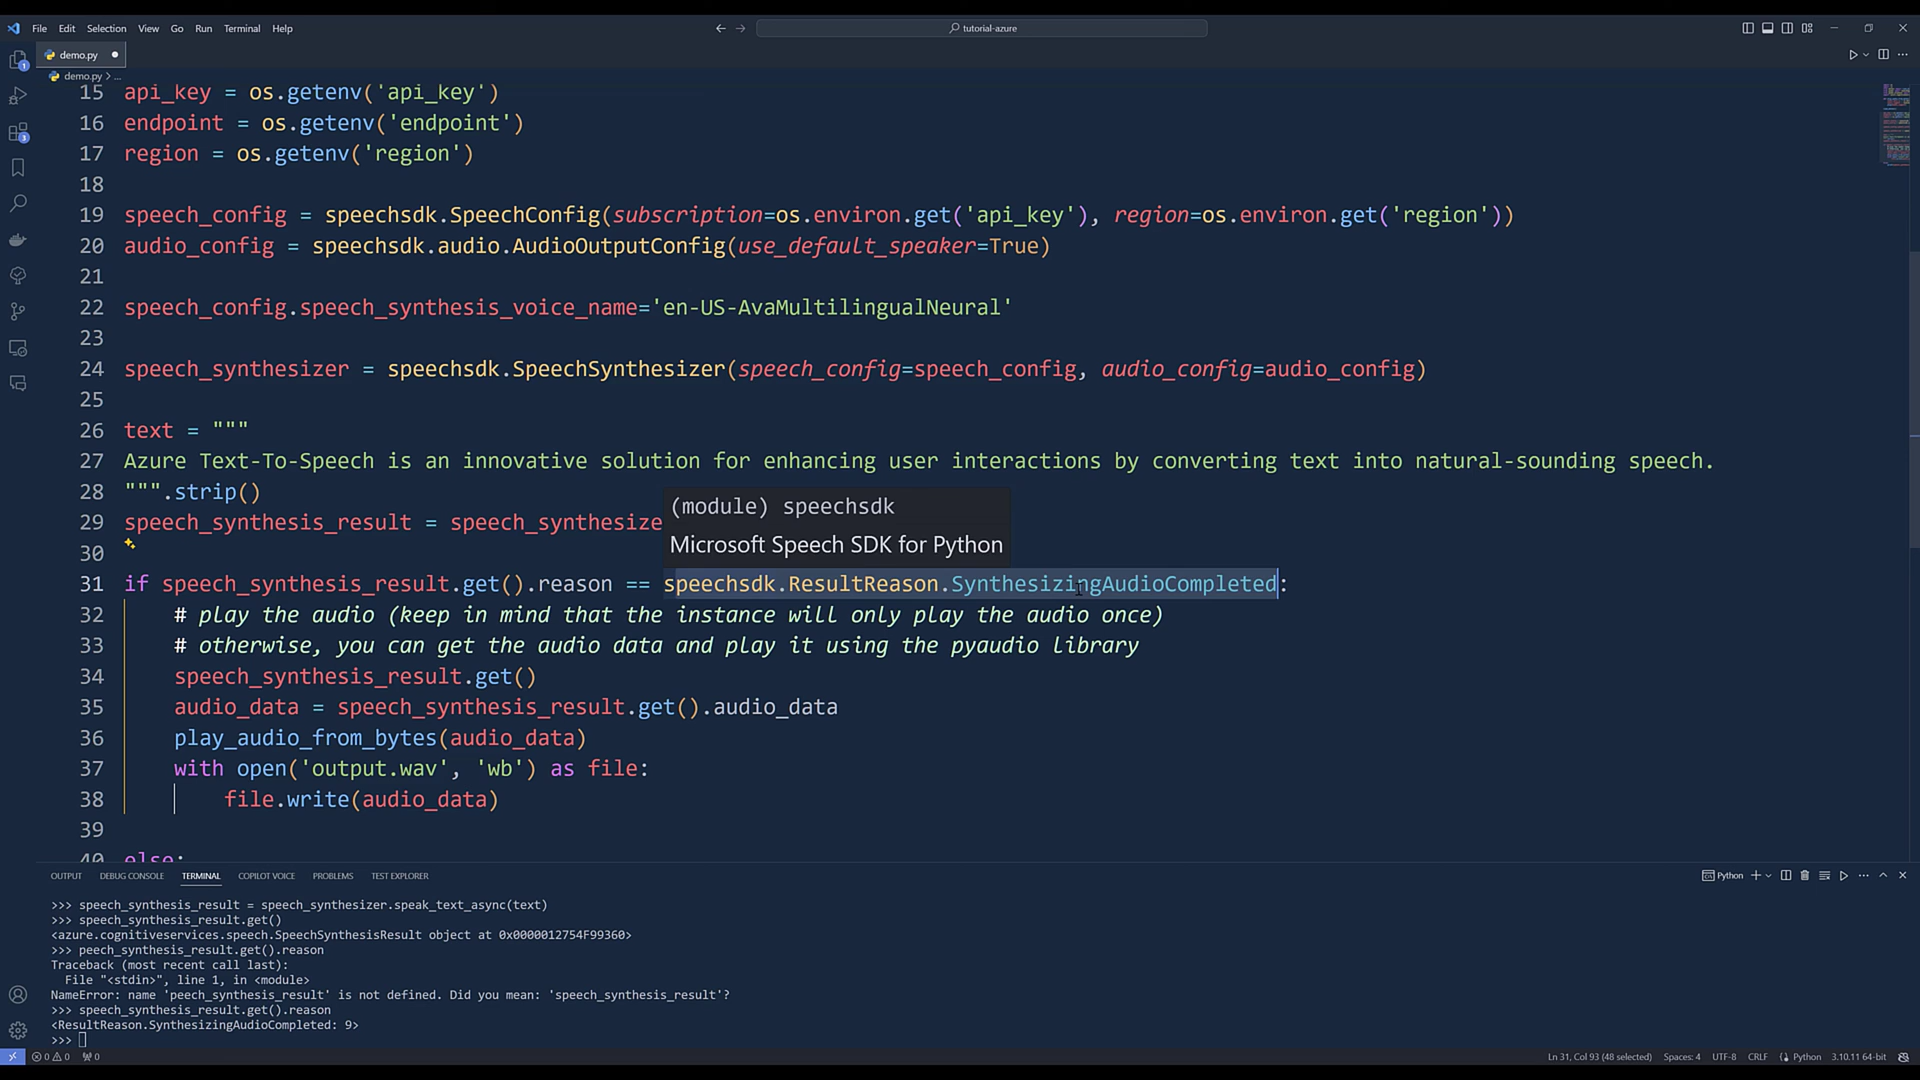 File Edit Selection View Go Run Terminal Help
tutorial-azure
demo.py
demo.py > ...
15 api_key = os.getenv('api_key')
16 endpoint = os.getenv('endpoint')
17 region = os.getenv('region')
18
19 speech_config = speechsdk.SpeechConfig(subscription=os.environ.get('api_key'), region=os.environ.get('region'))
20 audio_config = speechsdk.audio.AudioOutputConfig(use_default_speaker=True)
21
22 speech_config.speech_synthesis_voice_name='en-US-AvaMultilingualNeural'
23
24 speech_synthesizer = speechsdk.SpeechSynthesizer(speech_config=speech_config, audio_config=audio_config)
25
26 text = """
27 Azure Text-To-Speech is an innovative solution for enhancing user interactions by converting text into natural-sounding speech.
28 """.strip()
(module) speechsdk
29 speech_synthesis_result = speech_synthesize
Microsoft Speech SDK for Python
30
31 if speech_synthesis_result.get().reason == speechsdk.ResultReason.SynthesizingAudioCompleted:
32 # play the audio (keep in mind that the instance will only play the audio once)
33 # otherwise, you can get the audio data and play it using the pyaudio library
34 speech_synthesis_result.get()
35 audio_data = speech_synthesis_result.get().audio_data
36 play_audio_from_bytes(audio_data)
37 with open('output.wav', 'wb') as file:
38 file.write(audio_data)
39
40 else:
OUTPUT DEBUG CONSOLE TERMINAL COPILOT VOICE PROBLEMS TEST EXPLORER
Python
>>> speech_synthesis_result = speech_synthesizer.speak_text_async(text)
>>> speech_synthesis_result.get()
<azure.cognitiveservices.speech.SpeechSynthesisResult object at 0x0000012754F99360>
>>> peech_synthesis_result.get().reason
Traceback (most recent call last):
File "<stdin>", line 1, in <module>
NameError: name 'peech_synthesis_result' is not defined. Did you mean: 'speech_synthesis_result'?
>>> speech_synthesis_result.get().reason
<ResultReason.SynthesizingAudioCompleted: 9>
>>>
0 0 0 Ln 31, Col 93 (48 selected) Spaces: 4 UTF-8 CRLF Python 3.10.11 64-bit